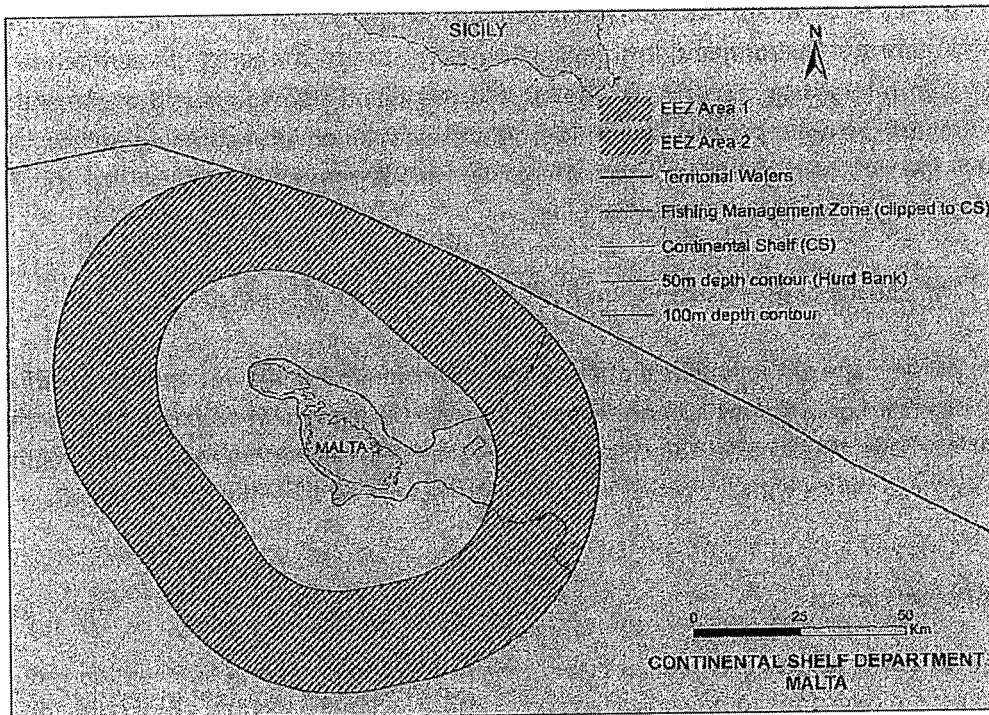 SICILY
N
EEZ Area 1
EEZ Area 2
Territorial Waters
Fishing Management Zone (clipped to CS)
Continental Shelf (CS)
50m depth contour (Hurd Bank)
100m depth contour
MALTA
0 25 50
Km
CONTINENTAL SHELF DEPARTMENT
MALTA